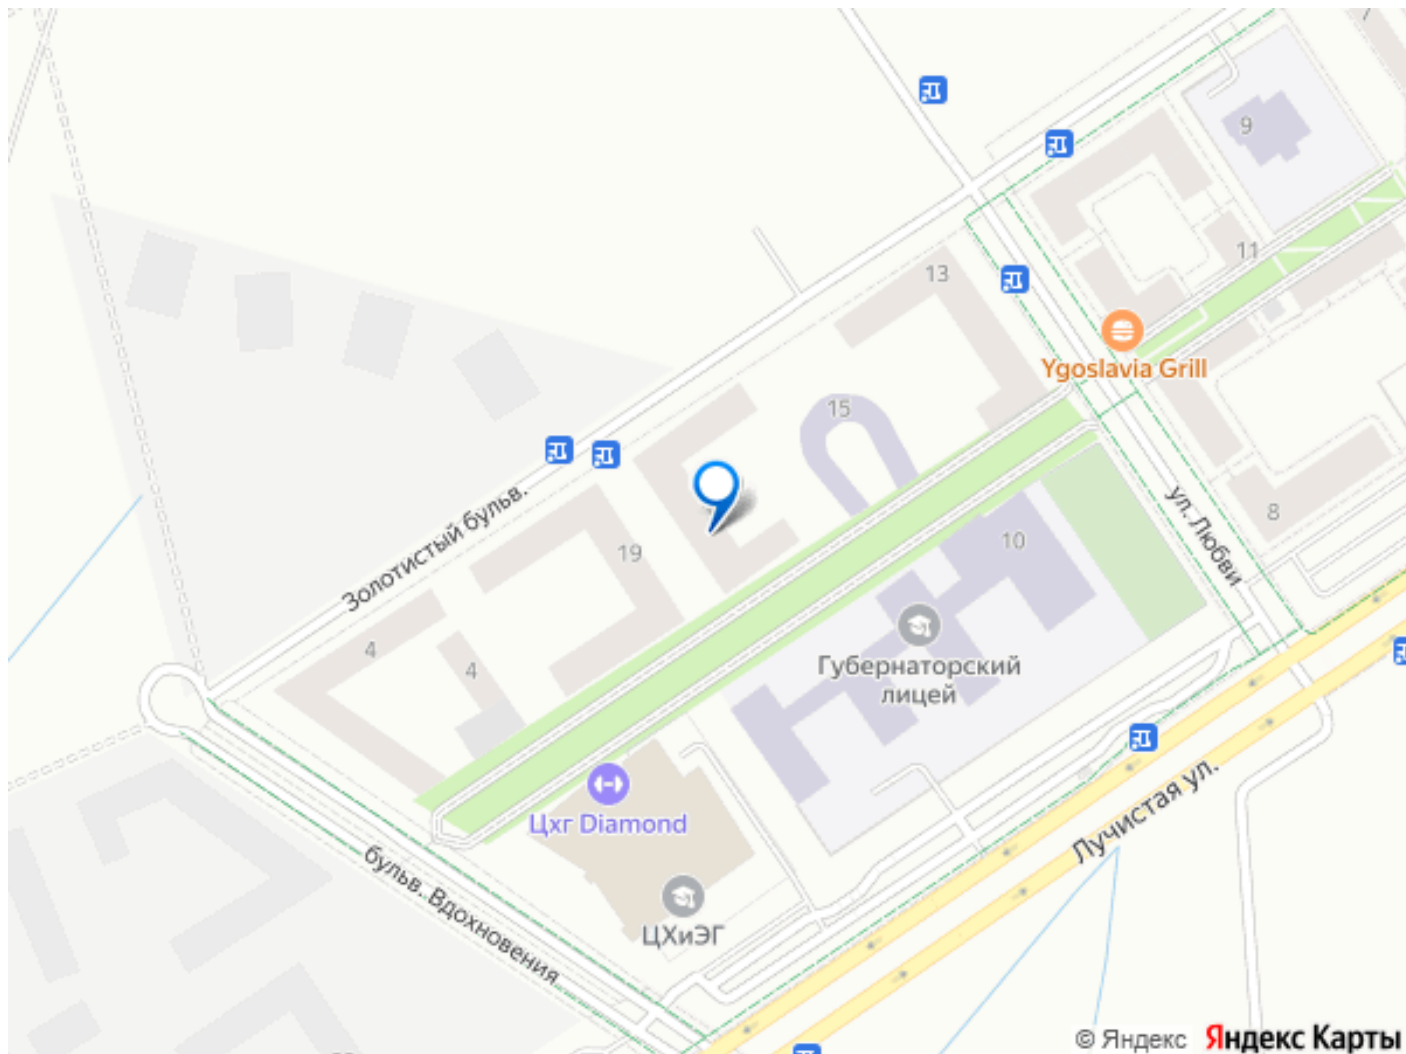 9
11
13
Ygoslavia Grill
15
ул. Любви
8
10
Золотистый бульв.
19
Губернаторский
лицей
4
4
Лучистая ул.
Цхг Diamond
бульв. Вдохновения
ЦХиЭГ
© Яндекс Яндекс Карты